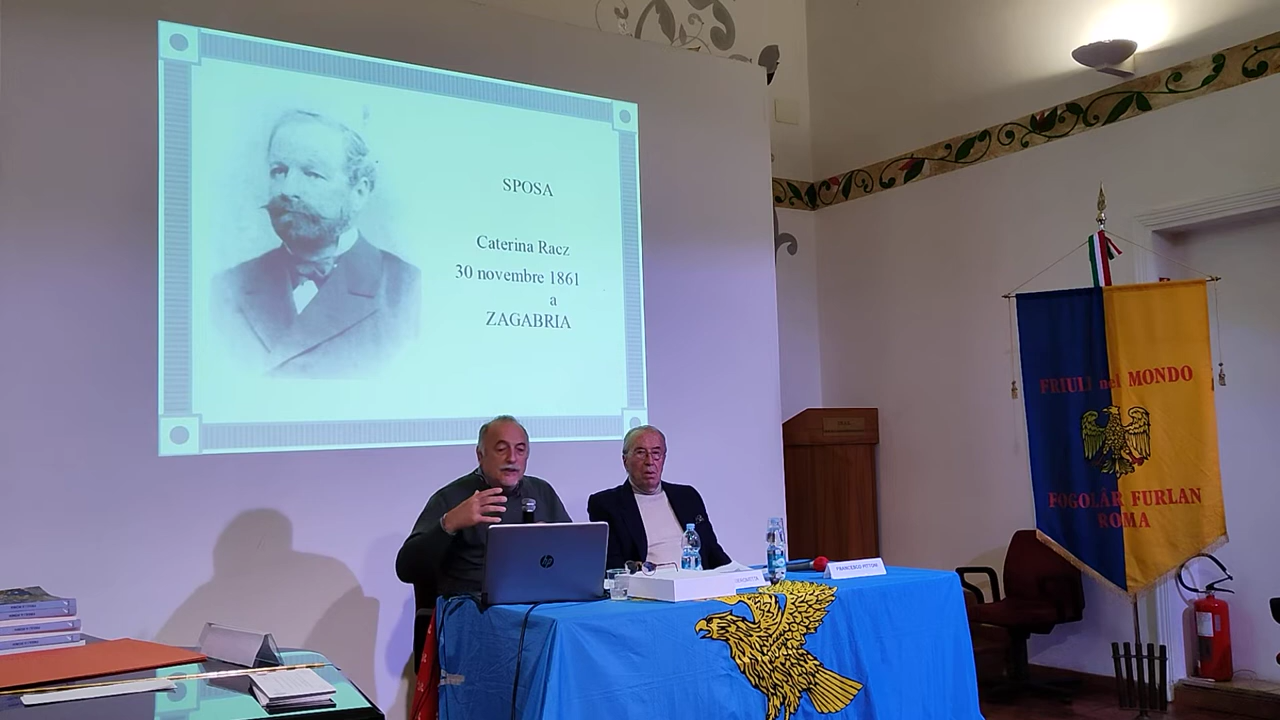 SPOSA
Caterina Racz
30 novembre 1861
a
ZAGABRIA
FRIULI nel MONDO
FOGOLÂR FURLAN
ROMA
hp
FRANCESCO PITTONI